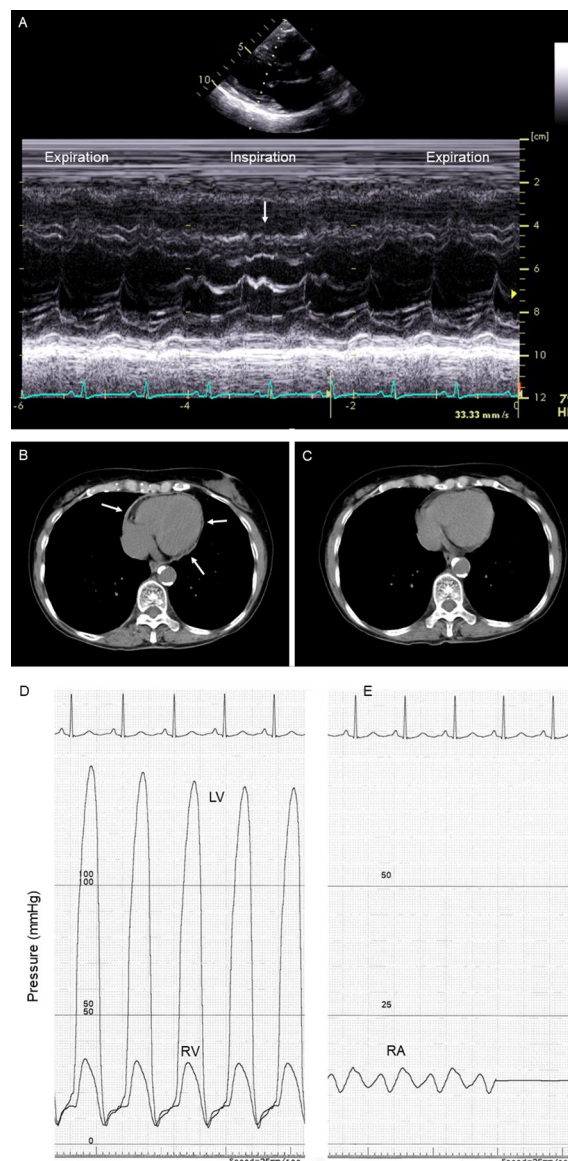 A
5
10
[cm]
Expiration Inspiration Expiration
2
4
6
8
10
12
-6 -4 -2 0
33.33 mm/s
B
C
D
E
LV
100
100
50
50
RV
0
Pressure (mmHg)
50
25
RA